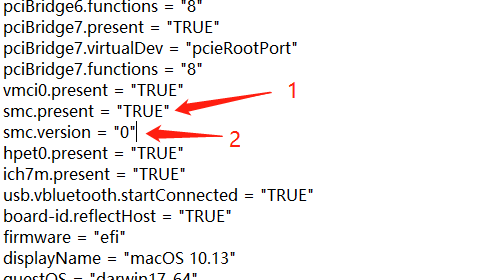 pciBridge6.functions = "8"
pciBridge7.present = "TRUE"
pciBridge7.virtualDev = "pcieRootPort"
pciBridge7.functions = "8"
vmci0.present = "TRUE"
smc.present = "TRUE"
1
smc.version = "0"
2
hpet0.present = "TRUE"
ich7m.present = "TRUE"
usb.vbluetooth.startConnected = "TRUE"
board-id.reflectHost = "TRUE"
firmware = "efi"
displayName = "macOS 10.13"
guestOS = "darwin17-64"